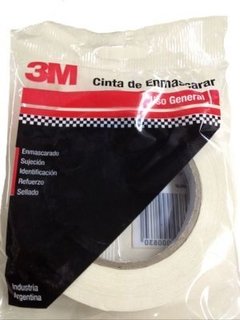 3M
Cinta de Enmascarar
Uso General
Enmascarado
Sujeción
Identificación
Refuerzo
Sellado
Industria
Argentina